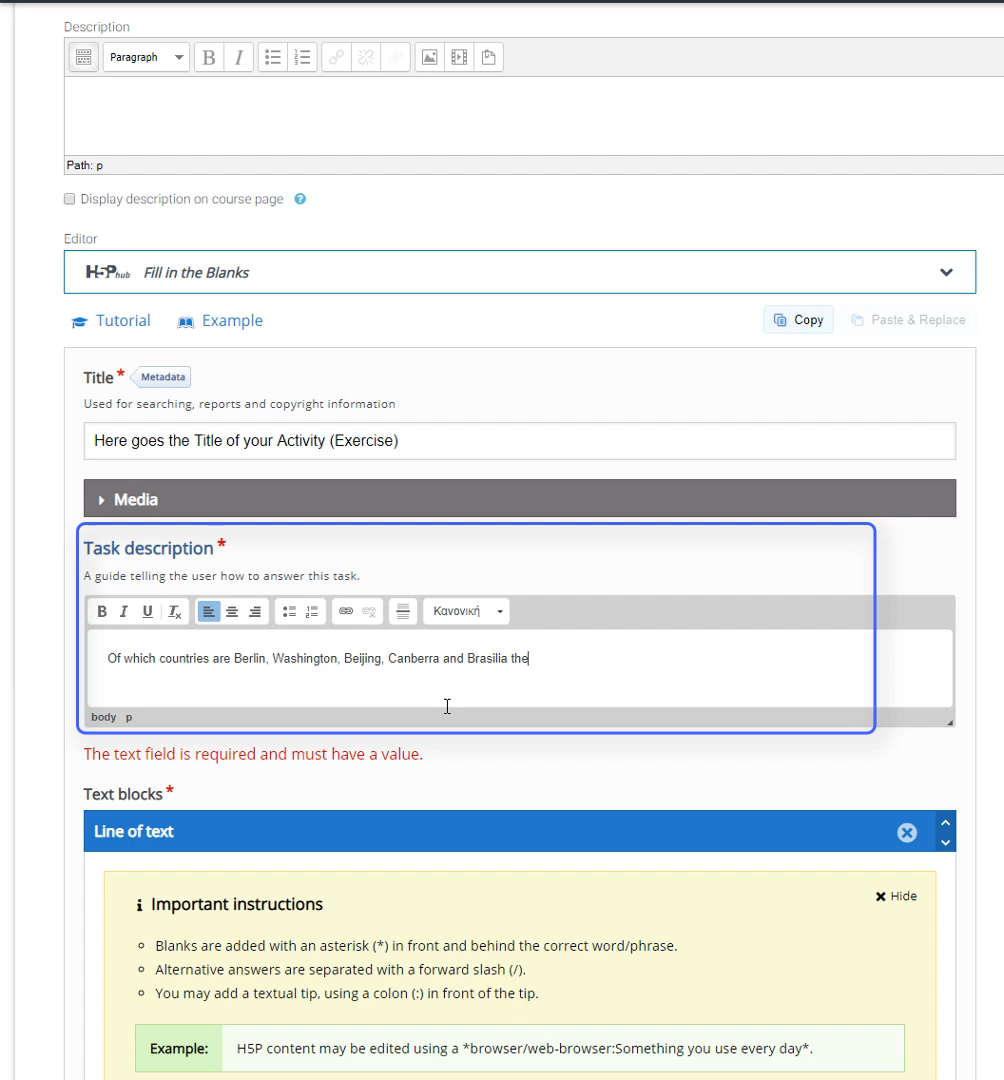 Description
Paragraph
B I
Path: p
Display description on course page
Editor
H5P hub Fill in the Blanks
Tutorial Example Copy Paste & Replace
Title * Metadata
Used for searching, reports and copyright information
Here goes the Title of your Activity (Exercise)
Media
Task description *
A guide telling the user how to answer this task.
B I U Tx Κανονική
Of which countries are Berlin, Washington, Beijing, Canberra and Brasilia the
body p
The text field is required and must have a value.
Text blocks *
Line of text
Important instructions Hide
Blanks are added with an asterisk (*) in front and behind the correct word/phrase.
Alternative answers are separated with a forward slash (/).
You may add a textual tip, using a colon (:) in front of the tip.
Example: H5P content may be edited using a *browser/web-browser:Something you use every day*.